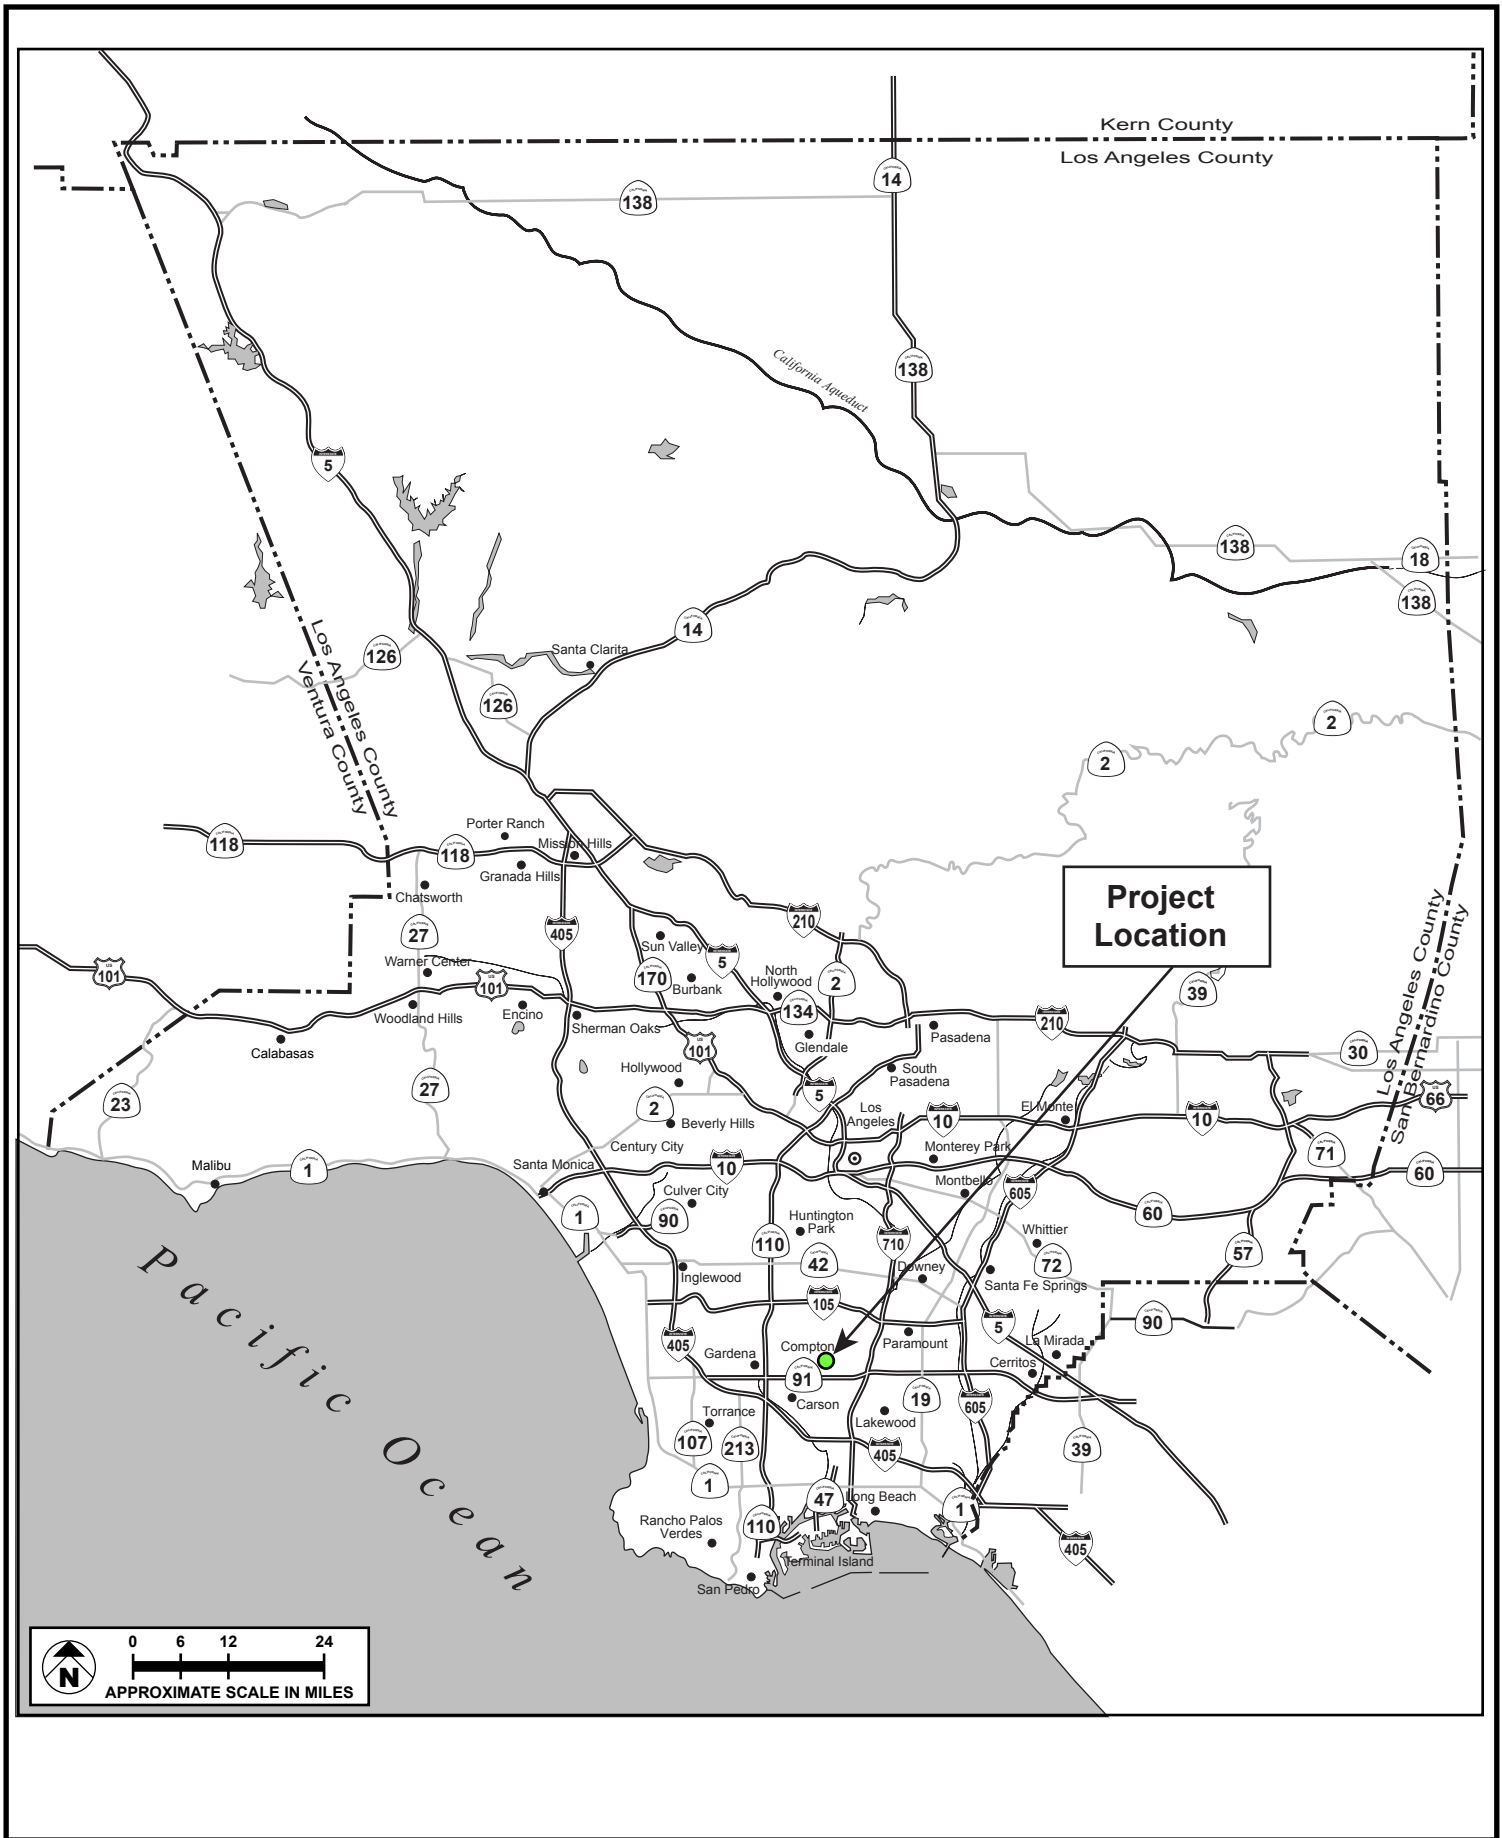 Kern County
Los Angeles County
14
138
138
California Aqueduct
5
138
18
138
14
126
Santa Clarita
126
Los Angeles County
Ventura County
2
2
118
118
Porter Ranch
Mission Hills
Granada Hills
Chatsworth
27
405
210
Project
Location
Los Angeles County
San Bernardino County
Sun Valley
5
Warner Center
US
101
US
101
170
Burbank
North
Hollywood
2
39
Woodland Hills
Encino
Sherman Oaks
134
Glendale
Pasadena
210
Calabasas
US
101
30
Hollywood
South
Pasadena
23
27
2
5
US
66
Beverly Hills
Los
Angeles
10
El Monte
10
Century City
Monterey Park
71
Malibu
1
Santa Monica
10
60
Culver City
Montbello
605
1
90
Huntington
Park
60
110
710
Whittier
42
72
57
Inglewood
Downey
Santa Fe Springs
105
5
90
405
Compton
Paramount
La Mirada
Gardena
Cerritos
91
Carson
19
605
Torrance
Lakewood
107
213
405
39
1
47
Long Beach
1
Rancho Palos
Verdes
110
405
Terminal Island
San Pedro
Pacific Ocean
0 6 12 24
N
APPROXIMATE SCALE IN MILES